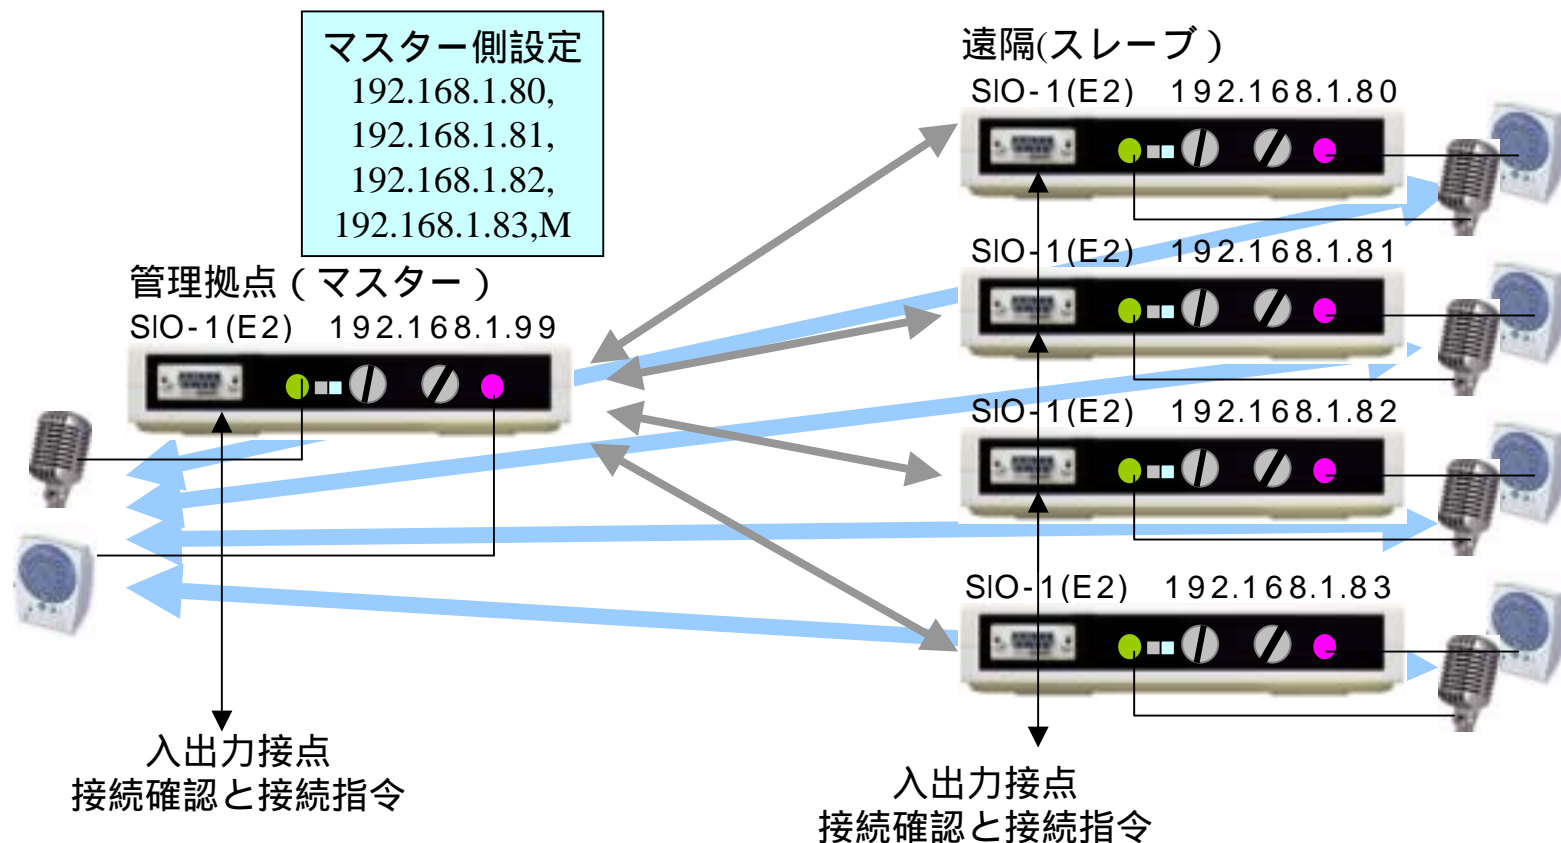 マスター側設定
192.168.1.80,
192.168.1.81,
192.168.1.82,
192.168.1.83,M
管理拠点（マスター）
SIO-1(E2) 192.168.1.99
入出力接点
接続確認と接続指令
遠隔(スレーブ）
SIO-1(E2) 192.168.1.80
SIO-1(E2) 192.168.1.81
SIO-1(E2) 192.168.1.82
SIO-1(E2) 192.168.1.83
入出力接点
接続確認と接続指令